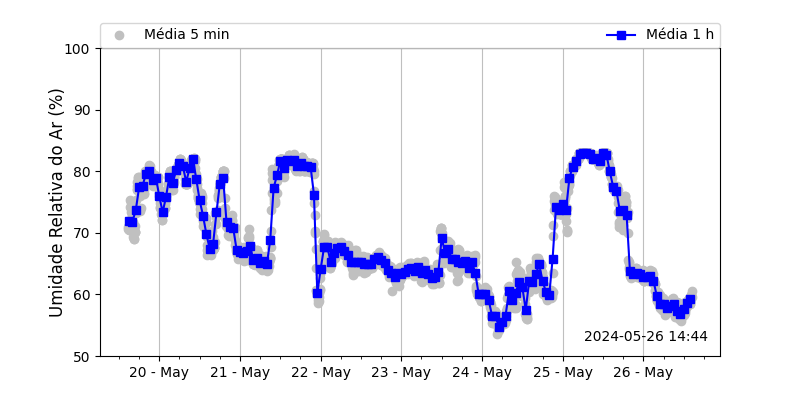 Média 5 min Média 1 h
Umidade Relativa do Ar (%)
100
90
80
70
60
50
2024-05-26 14:44
20 - May 21 - May 22 - May 23 - May 24 - May 25 - May 26 - May